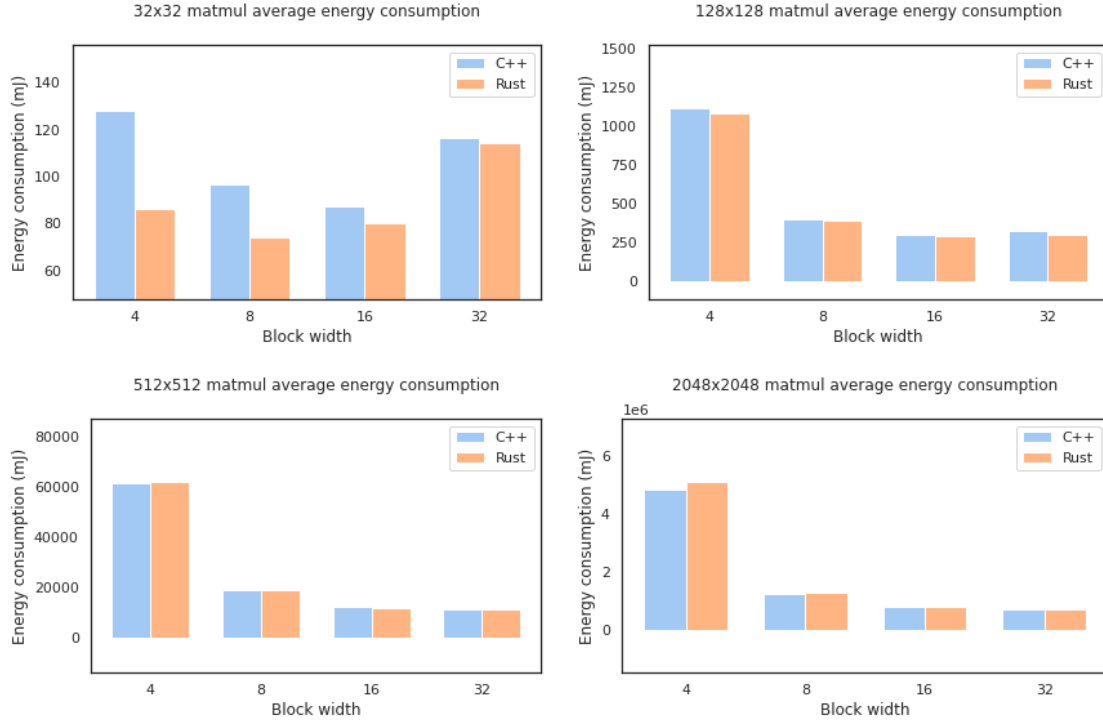 32x32 matmul average energy consumption
Energy consumption (mJ)
140
120
100
80
60
C++
Rust
4 8 16 32
Block width
128x128 matmul average energy consumption
Energy consumption (mJ)
1500
1250
1000
750
500
250
0
C++
Rust
4 8 16 32
Block width
512x512 matmul average energy consumption
Energy consumption (mJ)
80000
60000
40000
20000
0
C++
Rust
4 8 16 32
Block width
2048x2048 matmul average energy consumption
1e6
Energy consumption (mJ)
6
4
2
0
C++
Rust
4 8 16 32
Block width